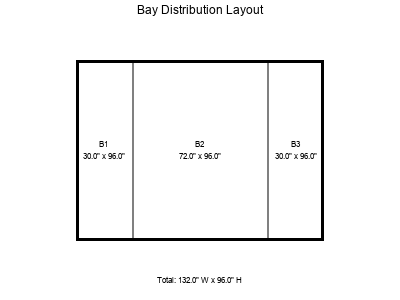 Bay Distribution Layout
B1
30.0" x 96.0"
B2
72.0" x 96.0"
B3
30.0" x 96.0"
Total: 132.0" W x 96.0" H